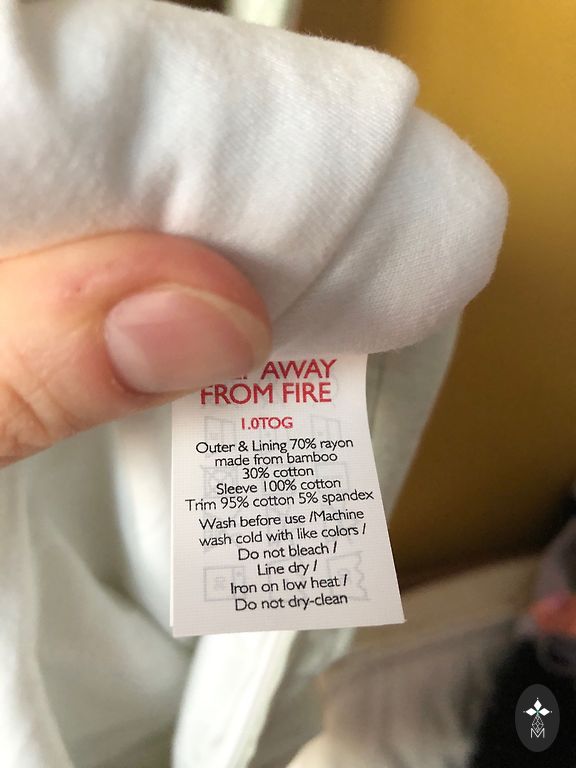 AWAY
FROM FIRE
1.0TOG
Outer & Lining 70% rayon
made from bamboo
30% cotton
Sleeve 100% cotton
Trim 95% cotton 5% spandex
Wash before use /Machine
wash cold with like colors /
Do not bleach /
Line dry /
Iron on low heat /
Do not dry-clean